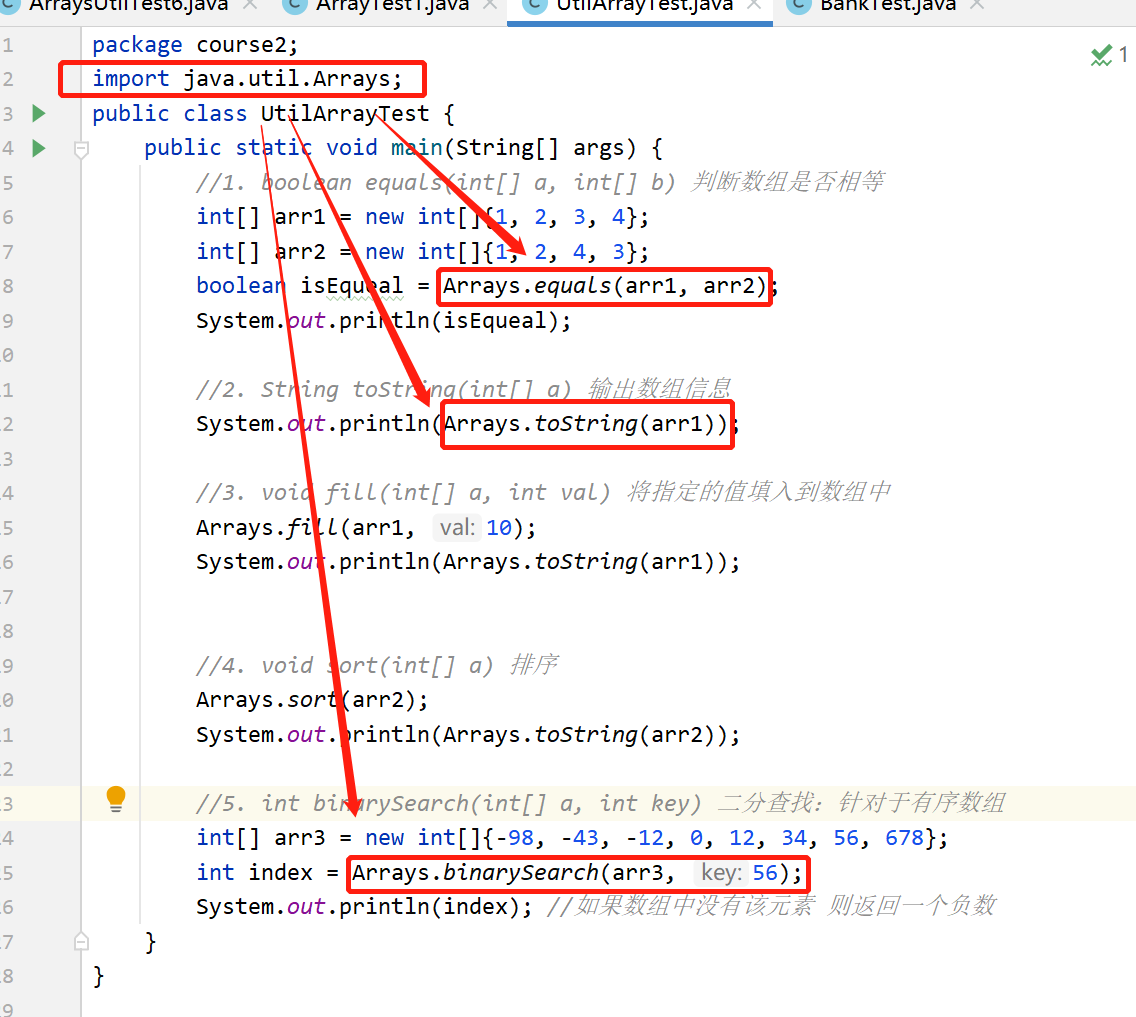 ArraysUtilTest6.java ArrayTest1.java UtilArrayTest.java BankTest.java
1 package course2; 1
2 import java.util.Arrays;
3 public class UtilArrayTest {
4 public static void main(String[] args) {
5 //1. boolean equals(int[] a, int[] b) 判断数组是否相等
6 int[] arr1 = new int[]{1, 2, 3, 4};
7 int[] arr2 = new int[]{1, 2, 4, 3};
8 boolean isEqueal = Arrays.equals(arr1, arr2);
9 System.out.println(isEqueal);
0
1 //2. String toString(int[] a) 输出数组信息
2 System.out.println(Arrays.toString(arr1));
3
4 //3. void fill(int[] a, int val) 将指定的值填入到数组中
5 Arrays.fill(arr1, val: 10);
6 System.out.println(Arrays.toString(arr1));
7
8
9 //4. void sort(int[] a) 排序
0 Arrays.sort(arr2);
1 System.out.println(Arrays.toString(arr2));
2
3 //5. int binarySearch(int[] a, int key) 二分查找：针对于有序数组
4 int[] arr3 = new int[]{-98, -43, -12, 0, 12, 34, 56, 678};
5 int index = Arrays.binarySearch(arr3, key: 56);
6 System.out.println(index); //如果数组中没有该元素 则返回一个负数
7 }
8 }
9